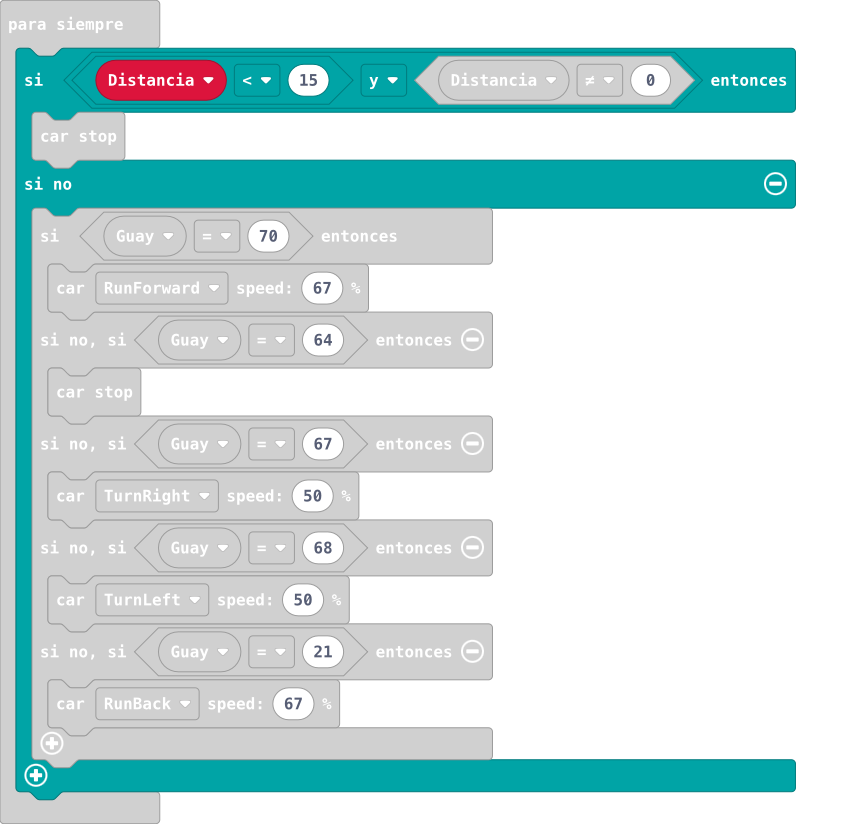 para siempre
si Distancia < 15 y Distancia ≠ 0 entonces
car stop
si no
si Guay = 70 entonces
car RunForward speed: 67 %
si no, si Guay = 64 entonces
car stop
si no, si Guay = 67 entonces
car TurnRight speed: 50 %
si no, si Guay = 68 entonces
car TurnLeft speed: 50 %
si no, si Guay = 21 entonces
car RunBack speed: 67 %